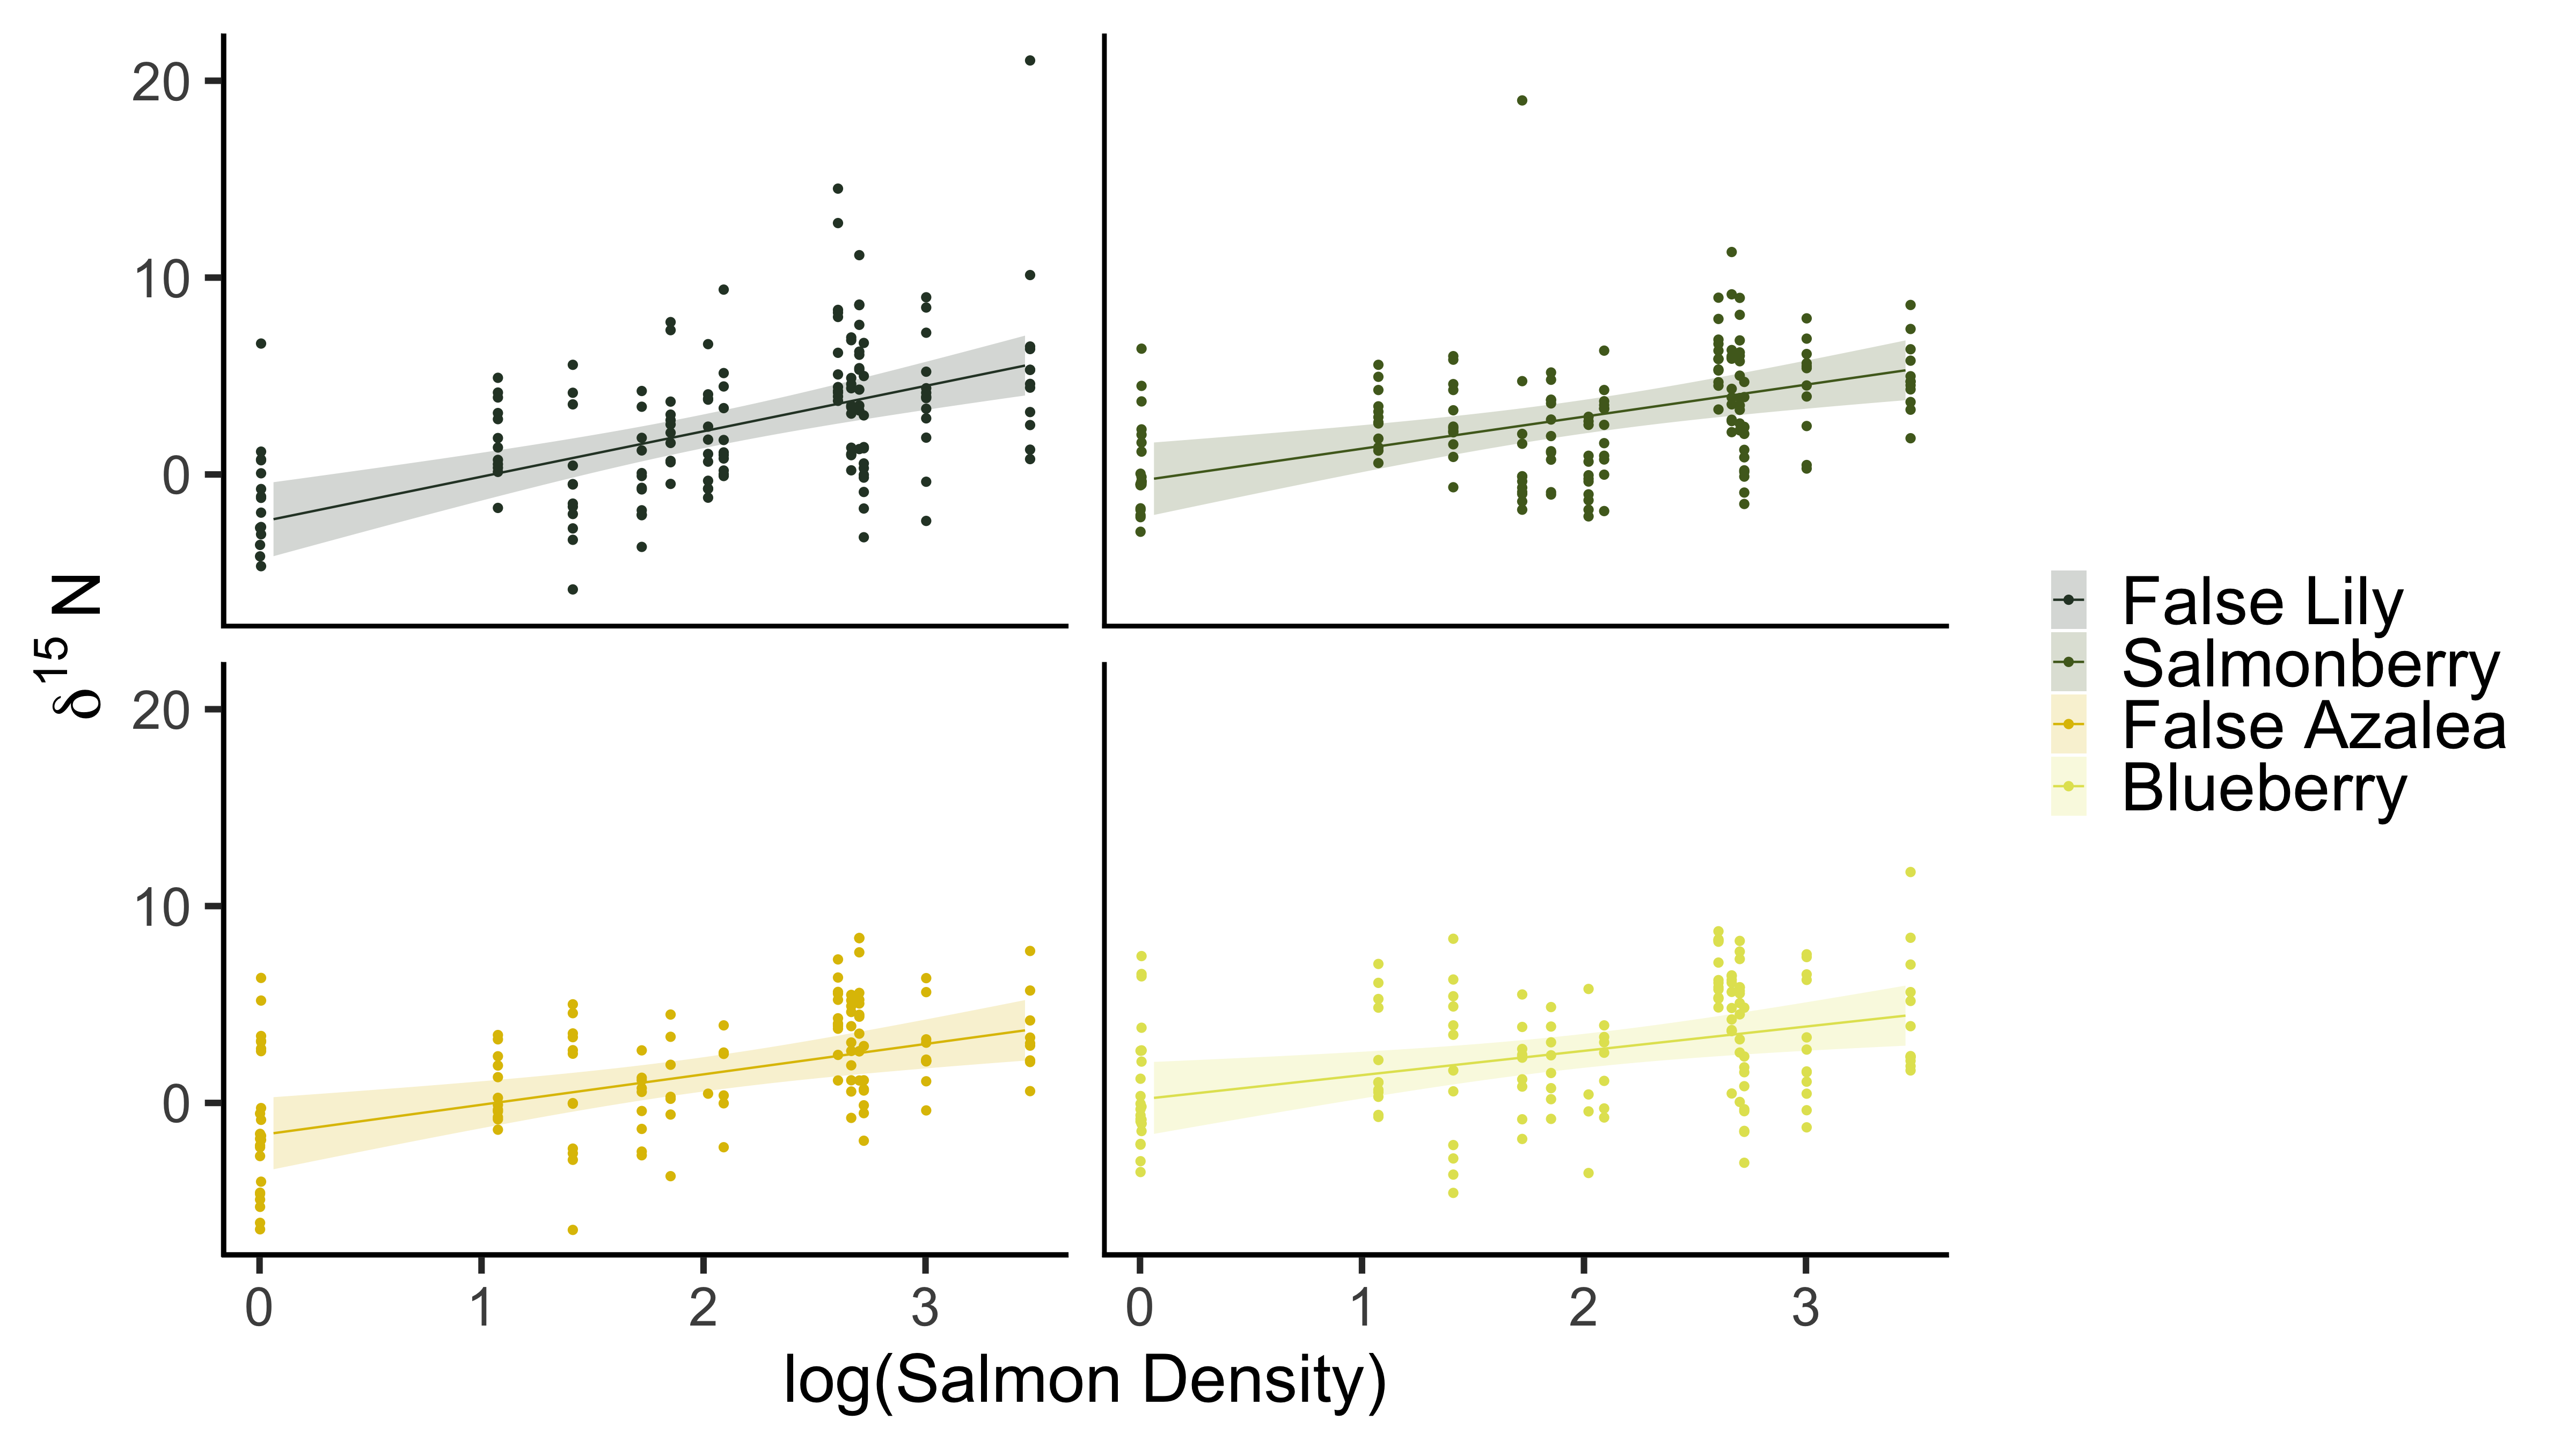 20
10
0
δ15 N
20
10
0
0 1 2 3
0 1 2 3
log(Salmon Density)
False Lily
Salmonberry
False Azalea
Blueberry